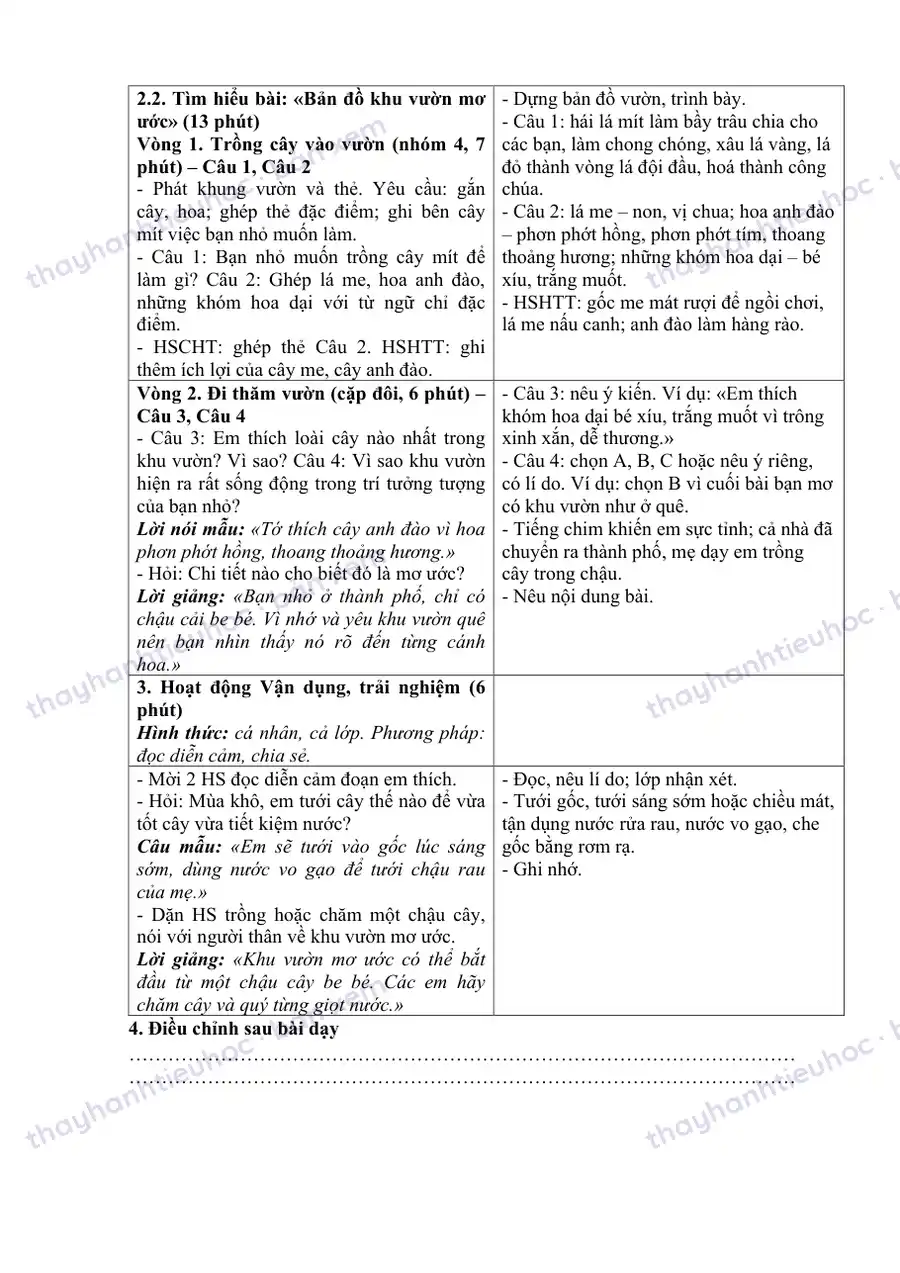 2.2. Tìm hiểu bài: «Bản đồ khu vườn mơ
ước» (13 phút)
Vòng 1. Trồng cây vào vườn (nhóm 4, 7
phút) – Câu 1, Câu 2
- Phát khung vườn và thẻ. Yêu cầu: gắn
cây, hoa; ghép thẻ đặc điểm; ghi bên cây
mít việc bạn nhỏ muốn làm.
- Câu 1: Bạn nhỏ muốn trồng cây mít để
làm gì? Câu 2: Ghép lá me, hoa anh đào,
những khóm hoa dại với từ ngữ chỉ đặc
điểm.
- HSCHT: ghép thẻ Câu 2. HSHTT: ghi
thêm ích lợi của cây me, cây anh đào.
- Dựng bản đồ vườn, trình bày.
- Câu 1: hái lá mít làm bầy trâu chia cho
các bạn, làm chong chóng, xâu lá vàng, lá
đỏ thành vòng lá đội đầu, hoá thành công
chúa.
- Câu 2: lá me – non, vị chua; hoa anh đào
– phơn phớt hồng, phơn phớt tím, thoang
thoảng hương; những khóm hoa dại – bé
xíu, trắng muốt.
- HSHTT: gốc me mát rượi để ngồi chơi,
lá me nấu canh; anh đào làm hàng rào.
Vòng 2. Đi thăm vườn (cặp đôi, 6 phút) –
Câu 3, Câu 4
- Câu 3: Em thích loài cây nào nhất trong
khu vườn? Vì sao? Câu 4: Vì sao khu vườn
hiện ra rất sống động trong trí tưởng tượng
của bạn nhỏ?
Lời nói mẫu: «Tớ thích cây anh đào vì hoa
phơn phớt hồng, thoang thoảng hương.»
- Hỏi: Chi tiết nào cho biết đó là mơ ước?
Lời giảng: «Bạn nhỏ ở thành phố, chỉ có
chậu cải be bé. Vì nhớ và yêu khu vườn quê
nên bạn nhìn thấy nó rõ đến từng cánh
hoa.»
- Câu 3: nêu ý kiến. Ví dụ: «Em thích
khóm hoa dại bé xíu, trắng muốt vì trông
xinh xắn, dễ thương.»
- Câu 4: chọn A, B, C hoặc nêu ý riêng,
có lí do. Ví dụ: chọn B vì cuối bài bạn mơ
có khu vườn như ở quê.
- Tiếng chim khiến em sực tỉnh; cả nhà đã
chuyển ra thành phố, mẹ dạy em trồng
cây trong chậu.
- Nêu nội dung bài.
3. Hoạt động Vận dụng, trải nghiệm (6
phút)
Hình thức: cá nhân, cả lớp. Phương pháp:
đọc diễn cảm, chia sẻ.
- Mời 2 HS đọc diễn cảm đoạn em thích.
- Hỏi: Mùa khô, em tưới cây thế nào để vừa
tốt cây vừa tiết kiệm nước?
Câu mẫu: «Em sẽ tưới vào gốc lúc sáng
sớm, dùng nước vo gạo để tưới chậu rau
của mẹ.»
- Dặn HS trồng hoặc chăm một chậu cây,
nói với người thân về khu vườn mơ ước.
Lời giảng: «Khu vườn mơ ước có thể bắt
đầu từ một chậu cây be bé. Các em hãy
chăm cây và quý từng giọt nước.»
- Đọc, nêu lí do; lớp nhận xét.
- Tưới gốc, tưới sáng sớm hoặc chiều mát,
tận dụng nước rửa rau, nước vo gạo, che
gốc bằng rơm rạ.
- Ghi nhớ.
4. Điều chỉnh sau bài dạy
thayhanhtieuhoc · bản xem
thayhanhtieuhoc · b
thayhanhtieuhoc · bản xem
thayhanhtieuhoc · b
thayhanhtieuhoc · bản xem
thayhanhtieuhoc · b